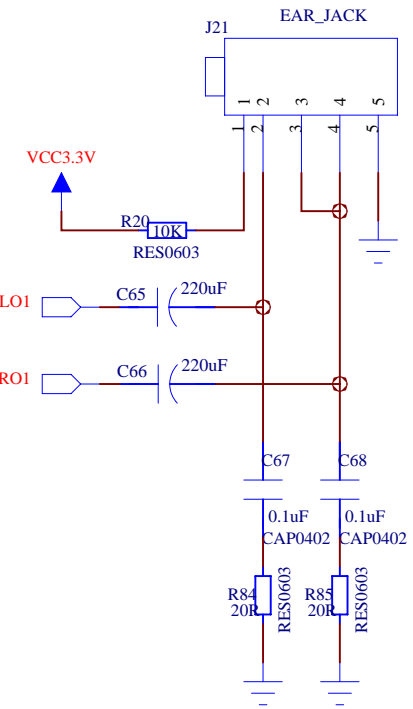 EAR_JACK
J21
1 2 3 4 5
1 2 3 4 5
VCC3.3V
R20
10K
RES0603
LO1
C65
220uF
RO1
C66
220uF
C67
C68
0.1uF
0.1uF
CAP0402
CAP0402
R84
20R
RES0603
R85
20R
RES0603